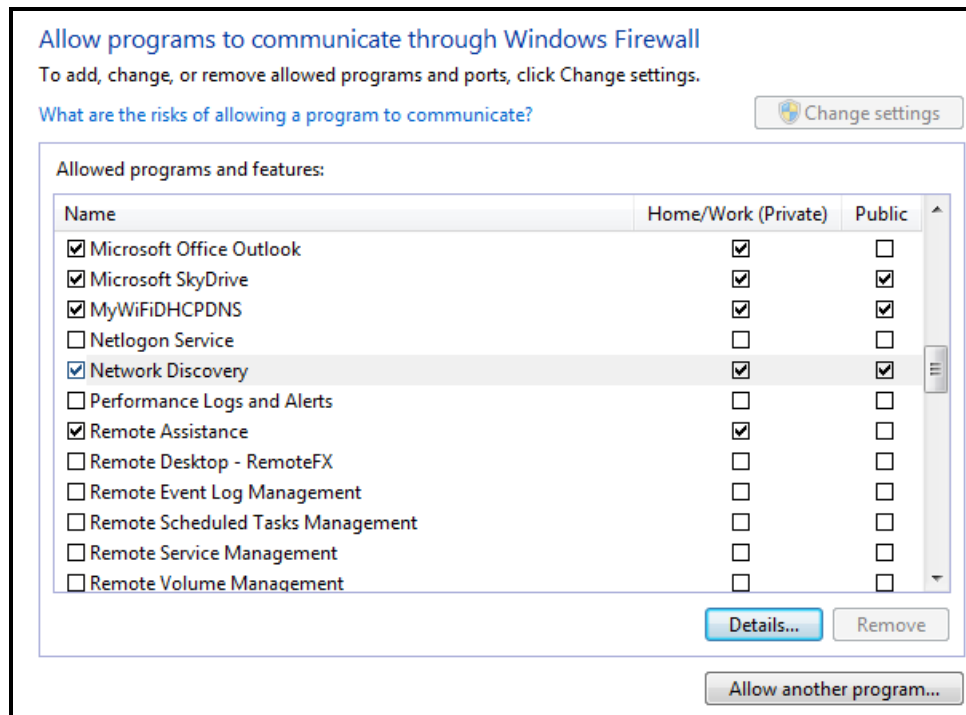 Allow programs to communicate through Windows Firewall
To add, change, or remove allowed programs and ports, click Change settings.
What are the risks of allowing a program to communicate?
Change settings
Allowed programs and features:
Name Home/Work (Private) Public
Microsoft Office Outlook
Microsoft SkyDrive
MyWiFiDHCPDNS
Netlogon Service
Network Discovery
Performance Logs and Alerts
Remote Assistance
Remote Desktop - RemoteFX
Remote Event Log Management
Remote Scheduled Tasks Management
Remote Service Management
Remote Volume Management
Details... Remove
Allow another program...